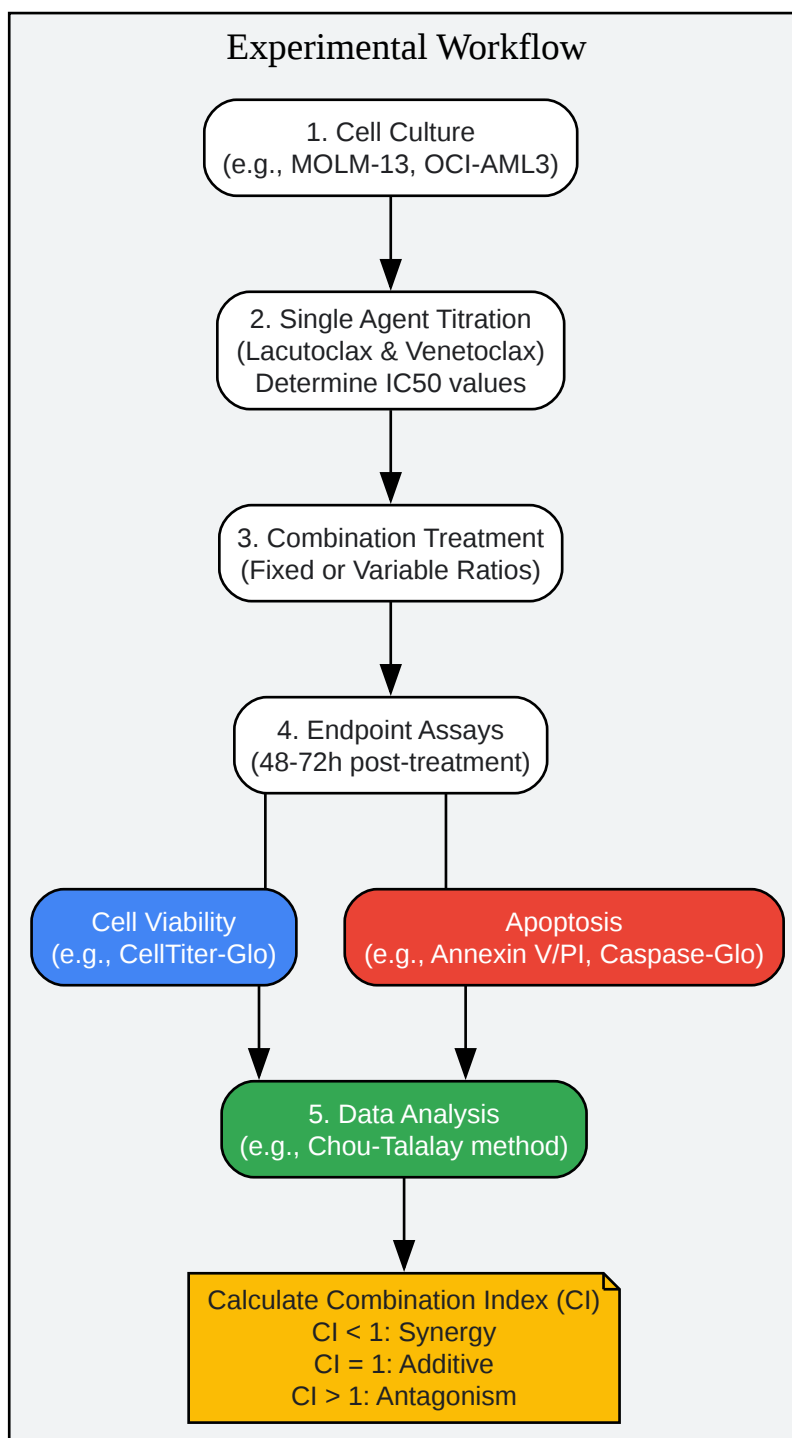 Experimental Workflow
1. Cell Culture
(e.g., MOLM-13, OCI-AML3)
2. Single Agent Titration
(Lacutoclax & Venetoclax)
Determine IC50 values
3. Combination Treatment
(Fixed or Variable Ratios)
4. Endpoint Assays
(48-72h post-treatment)
Cell Viability
(e.g., CellTiter-Glo)
Apoptosis
(e.g., Annexin V/PI, Caspase-Glo)
5. Data Analysis
(e.g., Chou-Talalay method)
Calculate Combination Index (CI)
CI < 1: Synergy
CI = 1: Additive
CI > 1: Antagonism